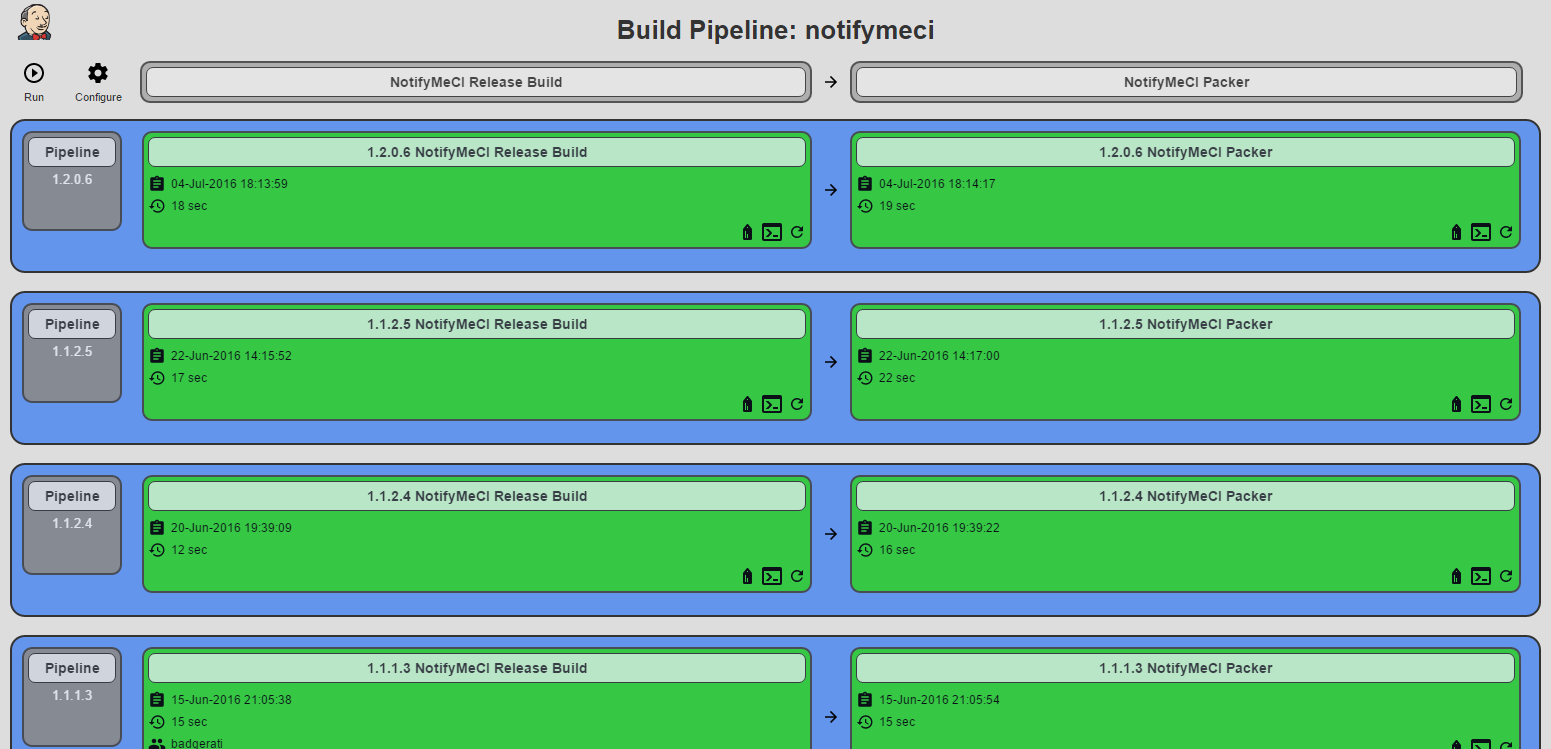 Build Pipeline: notifymeci
Run
Configure
NotifyMeCI Release Build
NotifyMeCI Packer
Pipeline
1.2.0.6
1.2.0.6 NotifyMeCI Release Build
04-Jul-2016 18:13:59
18 sec
1.2.0.6 NotifyMeCI Packer
04-Jul-2016 18:14:17
19 sec
Pipeline
1.1.2.5
1.1.2.5 NotifyMeCI Release Build
22-Jun-2016 14:15:52
17 sec
1.1.2.5 NotifyMeCI Packer
22-Jun-2016 14:17:00
22 sec
Pipeline
1.1.2.4
1.1.2.4 NotifyMeCI Release Build
20-Jun-2016 19:39:09
12 sec
1.1.2.4 NotifyMeCI Packer
20-Jun-2016 19:39:22
16 sec
Pipeline
1.1.1.3
1.1.1.3 NotifyMeCI Release Build
15-Jun-2016 21:05:38
15 sec
badgerati
1.1.1.3 NotifyMeCI Packer
15-Jun-2016 21:05:54
15 sec